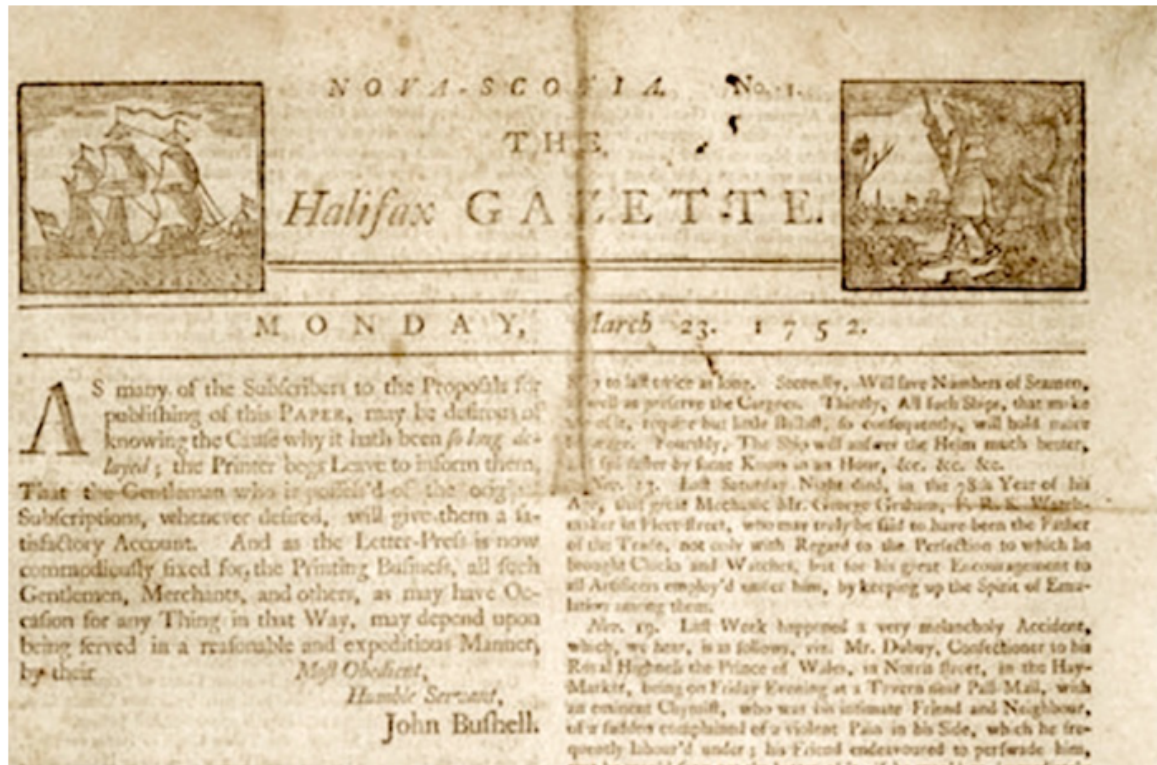 NOVA-SCOTIA. No. 1.
THE
Halifax GAZETTE.
MONDAY, March 23. 1752.
AS many of the Subſcribers to the Propoſals for
publiſhing of this PAPER, may be deſirous of
knowing the Cauſe why it hath been ſo long de-
layed; the Printer begs Leave to inform them,
That the Gentleman who is poſſeſs'd of the
Subſcriptions, whenever deſired, will give them a ſa-
tisfactory Account. And as the Letter-Preſs is now
commodiouſly fixed for the Printing Buſineſs, all ſuch
Gentlemen, Merchants, and others, as may have Oc-
caſion for any Thing in that Way, may depend upon
being ſerved in a reaſonable and expeditious Manner,
by their Moſt Obedient,
Humble Servant,
John Buſhell.
to laſt twice as long. Secondly, Will ſave Numbers of Seamen,
well as preſerve the Cargoes. Thirdly, All ſuch Ships, that make
of it, require but little Ballaſt, ſo conſequently, will hold more
Fourthly, The Ship will anſwer the Helm much better,
ſail faſter by ſome Knots in an Hour, &c. &c. &c.
Nov. 13. Laſt Saturday Night died, in the 78th Year of his
Age, that great Mechanic Mr. George Graham, F. R. S. Watch-
maker in Fleet-ſtreet, who may truly be ſaid to have been the Father
of the Trade, not only with Regard to the Perfection to which he
brought Clocks and Watches, but for his great Encouragement to
all Artificers employ'd under him, by keeping up the Spirit of Emu-
lation among them.
Nov. 19. Laſt Week happened a very melancholy Accident,
which, we hear, is as follows, viz. Mr. Dubuy, Confectioner to his
Royal Highneſs the Prince of Wales, in Norris ſtreet, in the Hay-
Market, being on Friday Evening at a Tavern near Pall-Mall, with
an eminent Chymiſt, who was his intimate Friend and Neighbour,
of a ſudden complained of a violent Pain in his Side, which he fre-
quently labour'd under; his Friend endeavoured to perſwade him,